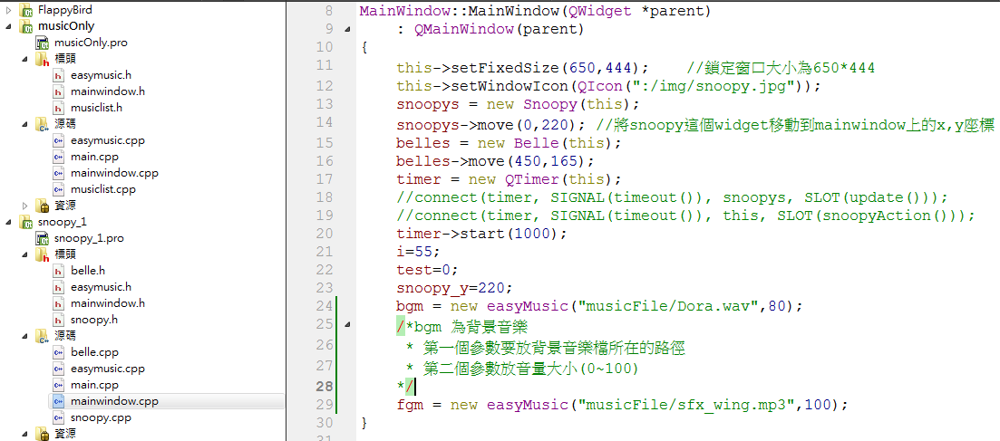 FlappyBird
musicOnly
musicOnly.pro
標頭
easymusic.h
mainwindow.h
musiclist.h
源碼
easymusic.cpp
main.cpp
mainwindow.cpp
musiclist.cpp
資源
snoopy_1
snoopy_1.pro
標頭
belle.h
easymusic.h
mainwindow.h
snoopy.h
源碼
belle.cpp
easymusic.cpp
main.cpp
mainwindow.cpp
snoopy.cpp
資源
8 MainWindow::MainWindow(QWidget *parent)
9 : QMainWindow(parent)
10 {
11 this->setFixedSize(650,444); //鎖定窗口大小為650*444
12 this->setWindowIcon(QIcon(":/img/snoopy.jpg"));
13 snoopys = new Snoopy(this);
14 snoopys->move(0,220); //將snoopy這個widget移動到mainwindow上的x,y座標
15 belles = new Belle(this);
16 belles->move(450,165);
17 timer = new QTimer(this);
18 //connect(timer, SIGNAL(timeout()), snoopys, SLOT(update()));
19 //connect(timer, SIGNAL(timeout()), this, SLOT(snoopyAction()));
20 timer->start(1000);
21 i=55;
22 test=0;
23 snoopy_y=220;
24 bgm = new easyMusic("musicFile/Dora.wav",80);
25 /*bgm 為背景音樂
26 * 第一個參數要放背景音樂檔所在的路徑
27 * 第二個參數放音量大小(0~100)
28 */
29 fgm = new easyMusic("musicFile/sfx_wing.mp3",100);
30 }